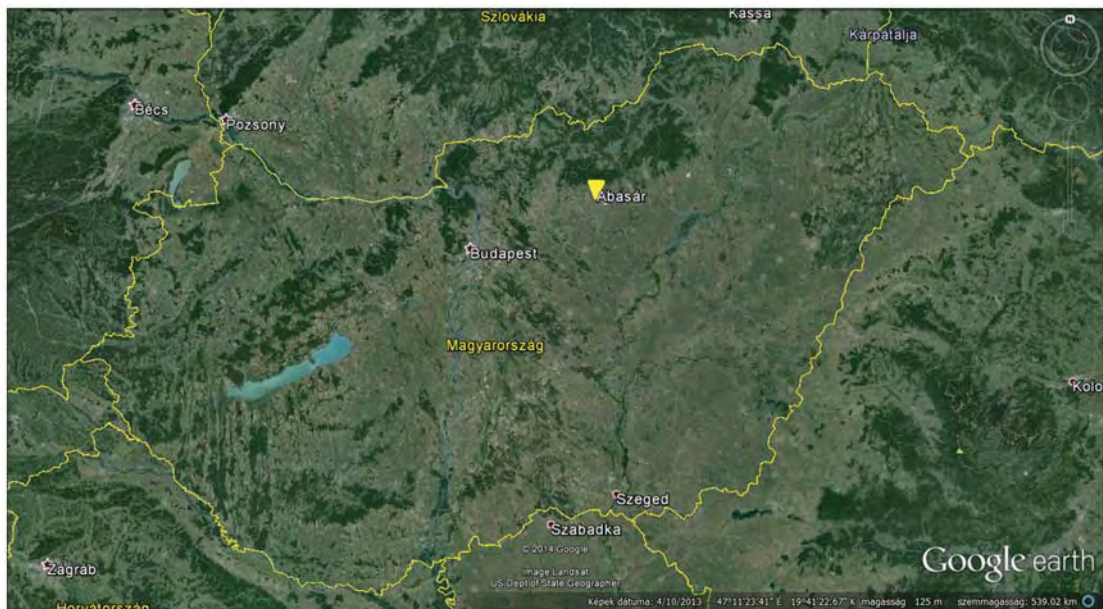 Szlovákia
Kassa
Kárpátalja
N
Bécs
Pozsony
Abasár
Budapest
Magyarország
Kolo
Szeged
Szabadka
© 2014 Google
Image Landsat
US Dept of State Geographer
Google earth
Zágráb
Horvátország
Képek dátuma: 4/10/2013 47°11'23.41" É 19°41'22.67" K magasság 125 m szemmagasság: 539.02 km